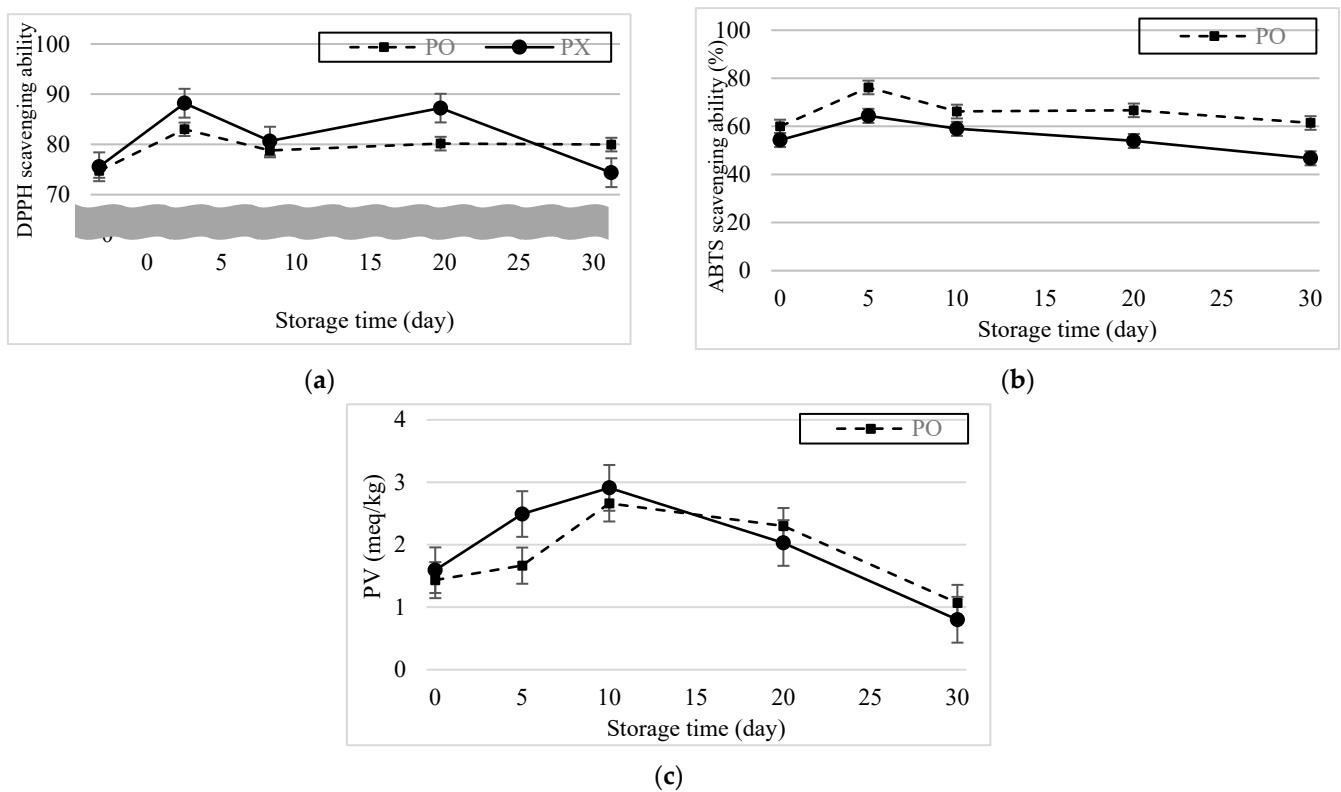 DPPH scavenging ability
100
90
80
70
0
PO PX
0 5 10 15 20 25 30
Storage time (day)
(a)
ABTS scavenging ability (%)
100
80
60
40
20
0
PO
0 5 10 15 20 25 30
Storage time (day)
(b)
PV (meq/kg)
4
3
2
1
0
PO
0 5 10 15 20 25 30
Storage time (day)
(c)